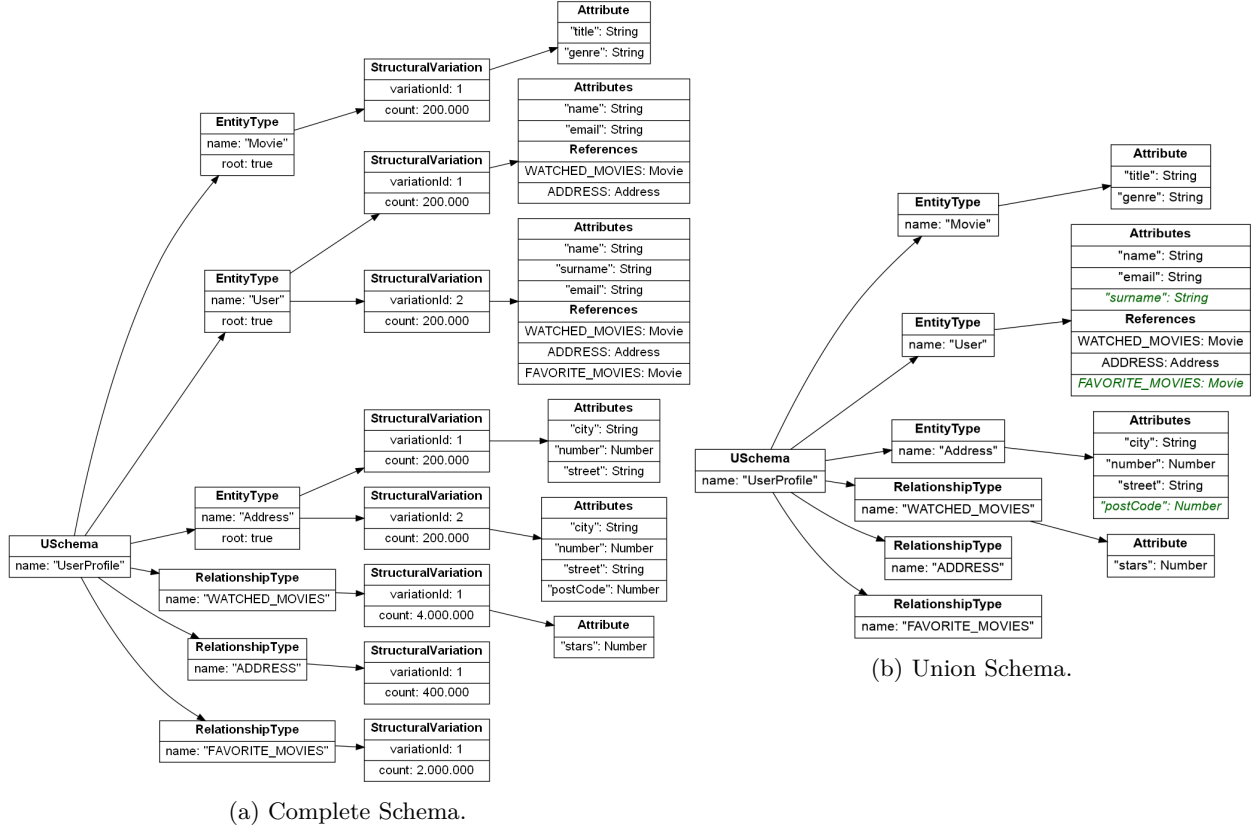 Attribute
"title": String
"genre": String
StructuralVariation
variationId: 1
count: 200.000
EntityType
name: "Movie"
root: true
Attributes
"name": String
"email": String
References
WATCHED_MOVIES: Movie
ADDRESS: Address
StructuralVariation
variationId: 1
count: 200.000
EntityType
name: "User"
root: true
StructuralVariation
variationId: 2
count: 200.000
Attributes
"name": String
"surname": String
"email": String
References
WATCHED_MOVIES: Movie
ADDRESS: Address
FAVORITE_MOVIES: Movie
StructuralVariation
variationId: 1
count: 200.000
Attributes
"city": String
"number": Number
"street": String
EntityType
name: "Address"
root: true
StructuralVariation
variationId: 2
count: 200.000
Attributes
"city": String
"number": Number
"street": String
"postCode": Number
USchema
name: "UserProfile"
RelationshipType
name: "WATCHED_MOVIES"
StructuralVariation
variationId: 1
count: 4.000.000
Attribute
"stars": Number
RelationshipType
name: "ADDRESS"
StructuralVariation
variationId: 1
count: 400.000
RelationshipType
name: "FAVORITE_MOVIES"
StructuralVariation
variationId: 1
count: 2.000.000
(a) Complete Schema.
Attribute
"title": String
"genre": String
EntityType
name: "Movie"
Attributes
"name": String
"email": String
"surname": String
References
WATCHED_MOVIES: Movie
ADDRESS: Address
FAVORITE_MOVIES: Movie
EntityType
name: "User"
EntityType
name: "Address"
Attributes
"city": String
"number": Number
"street": String
"postCode": Number
USchema
name: "UserProfile"
RelationshipType
name: "WATCHED_MOVIES"
Attribute
"stars": Number
RelationshipType
name: "ADDRESS"
RelationshipType
name: "FAVORITE_MOVIES"
(b) Union Schema.